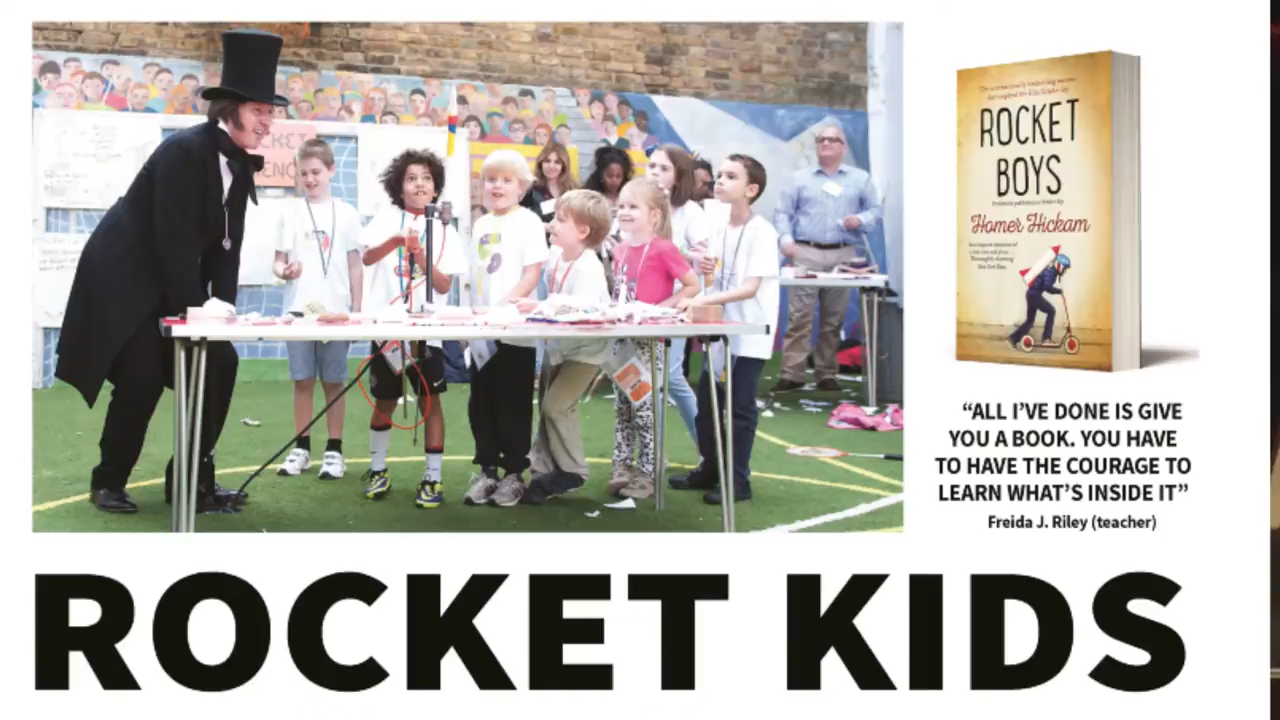 ROCKET
BOYS
Homer Hickam
“ALL I’VE DONE IS GIVE
YOU A BOOK. YOU HAVE
TO HAVE THE COURAGE TO
LEARN WHAT’S INSIDE IT”
Freida J. Riley (teacher)
ROCKET KIDS